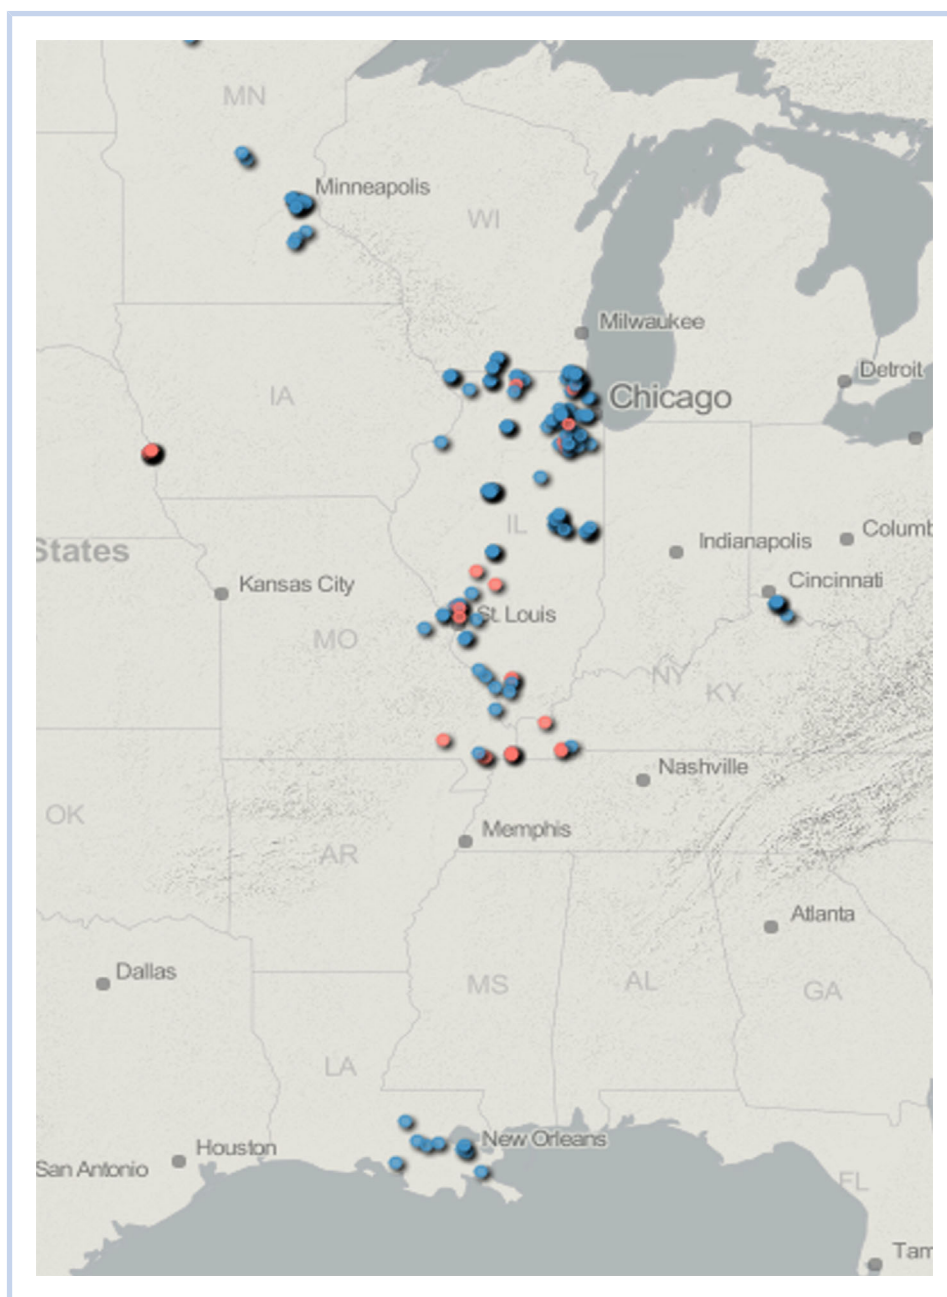 MN
Minneapolis
WI
Milwaukee
Detroit
IA
Chicago
IL
Columb
States
Indianapolis
Kansas City
Cincinnati
St. Louis
MO
NY
KY
Nashville
OK
Memphis
AR
Atlanta
Dallas
MS
AL
GA
LA
New Orleans
Houston
San Antonio
FL
Tam